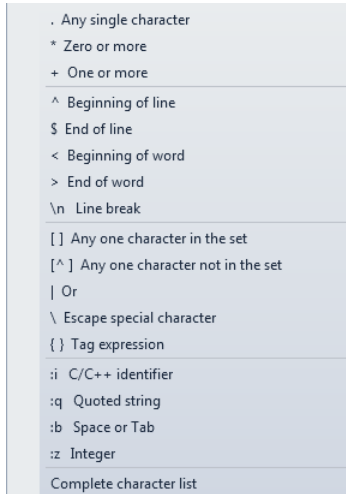 . Any single character
* Zero or more
+ One or more
^ Beginning of line
$ End of line
< Beginning of word
> End of word
\n Line break
[ ] Any one character in the set
[^ ] Any one character not in the set
| Or
\ Escape special character
{ } Tag expression
:i C/C++ identifier
:q Quoted string
:b Space or Tab
:z Integer
Complete character list